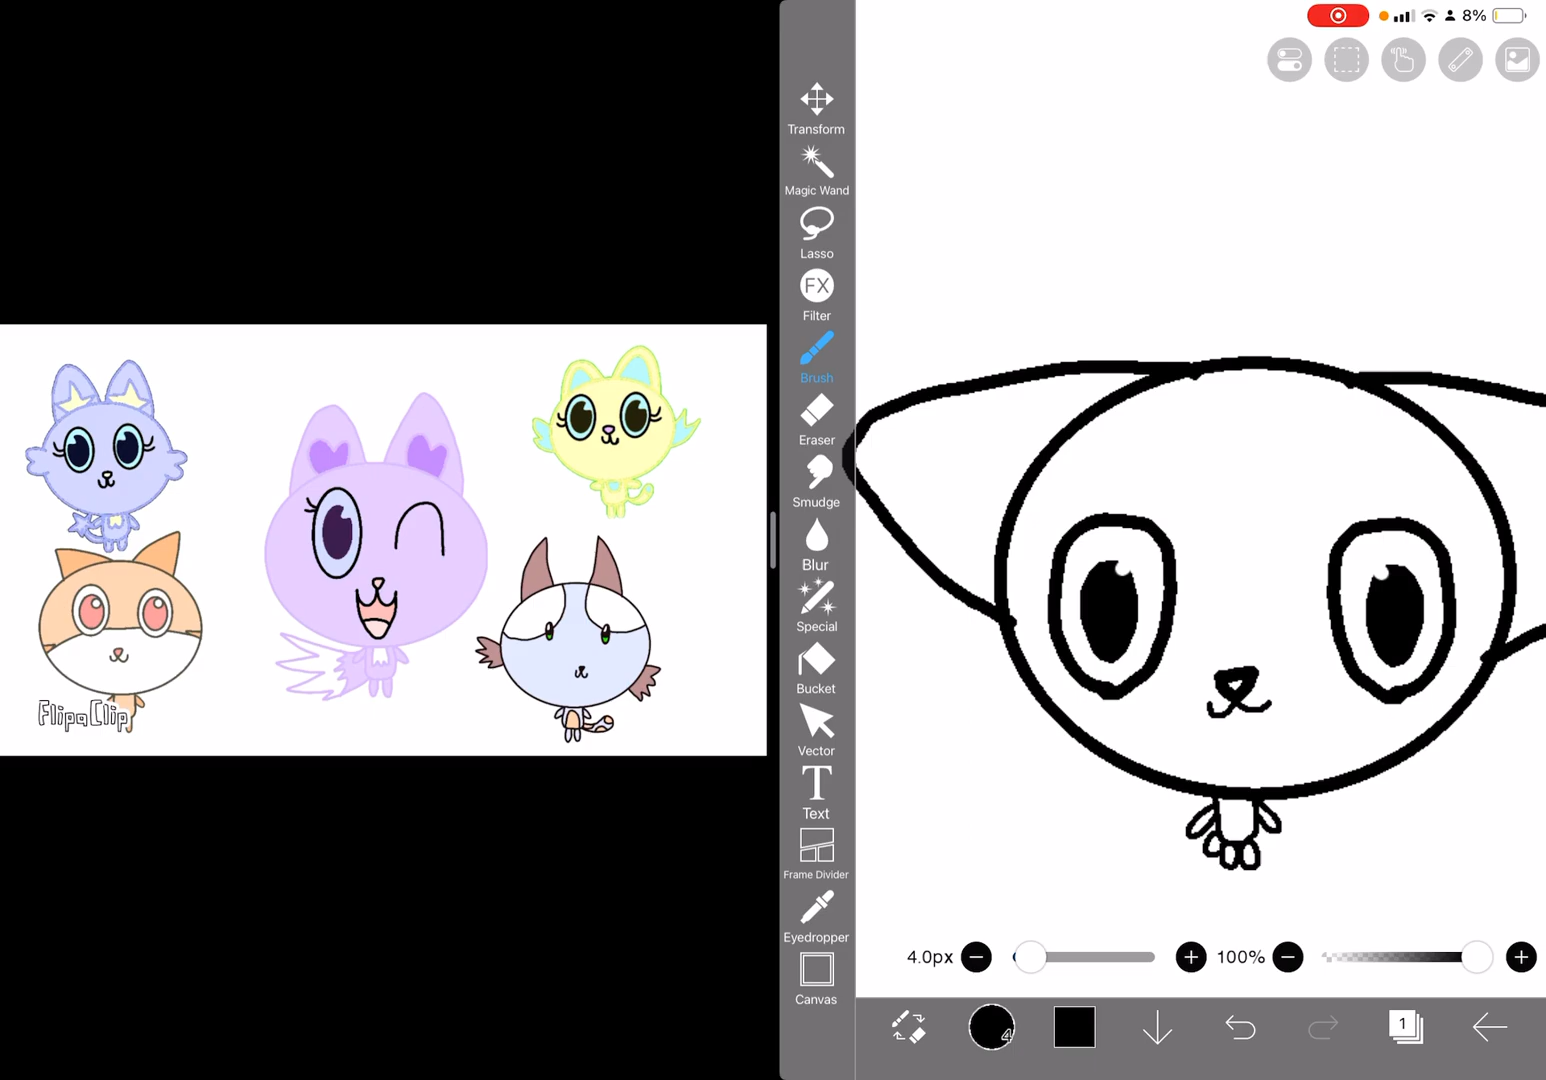 8%
Transform
Magic Wand
Lasso
FX
Filter
Brush
Eraser
Smudge
Blur
Special
Bucket
Vector
T
Text
Frame Divider
Eyedropper
Canvas
FlipaClip
4.0px
100%
4
1